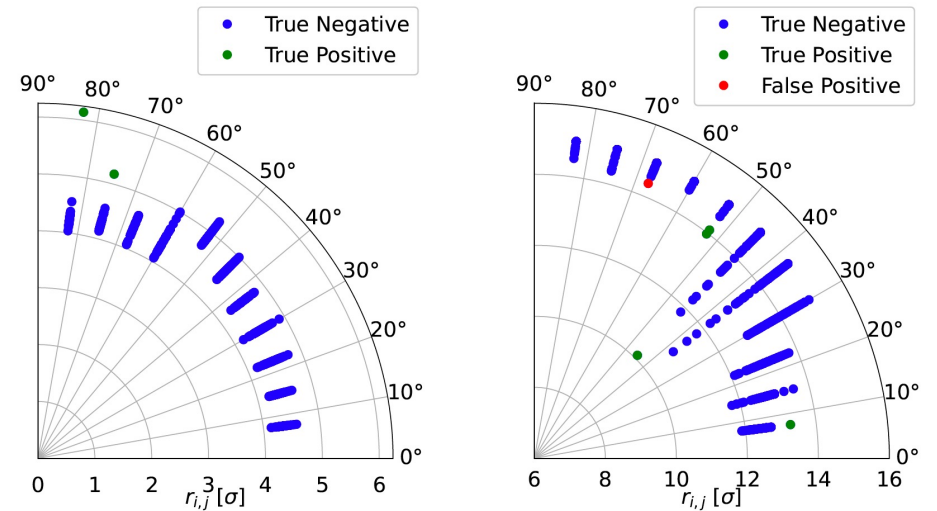 True Negative
True Positive
90°
80°
70°
60°
50°
40°
30°
20°
10°
0°
0 1 2 3 4 5 6
r_{i,j} [σ]
True Negative
True Positive
False Positive
90°
80°
70°
60°
50°
40°
30°
20°
10°
0°
6 8 10 12 14 16
r_{i,j} [σ]